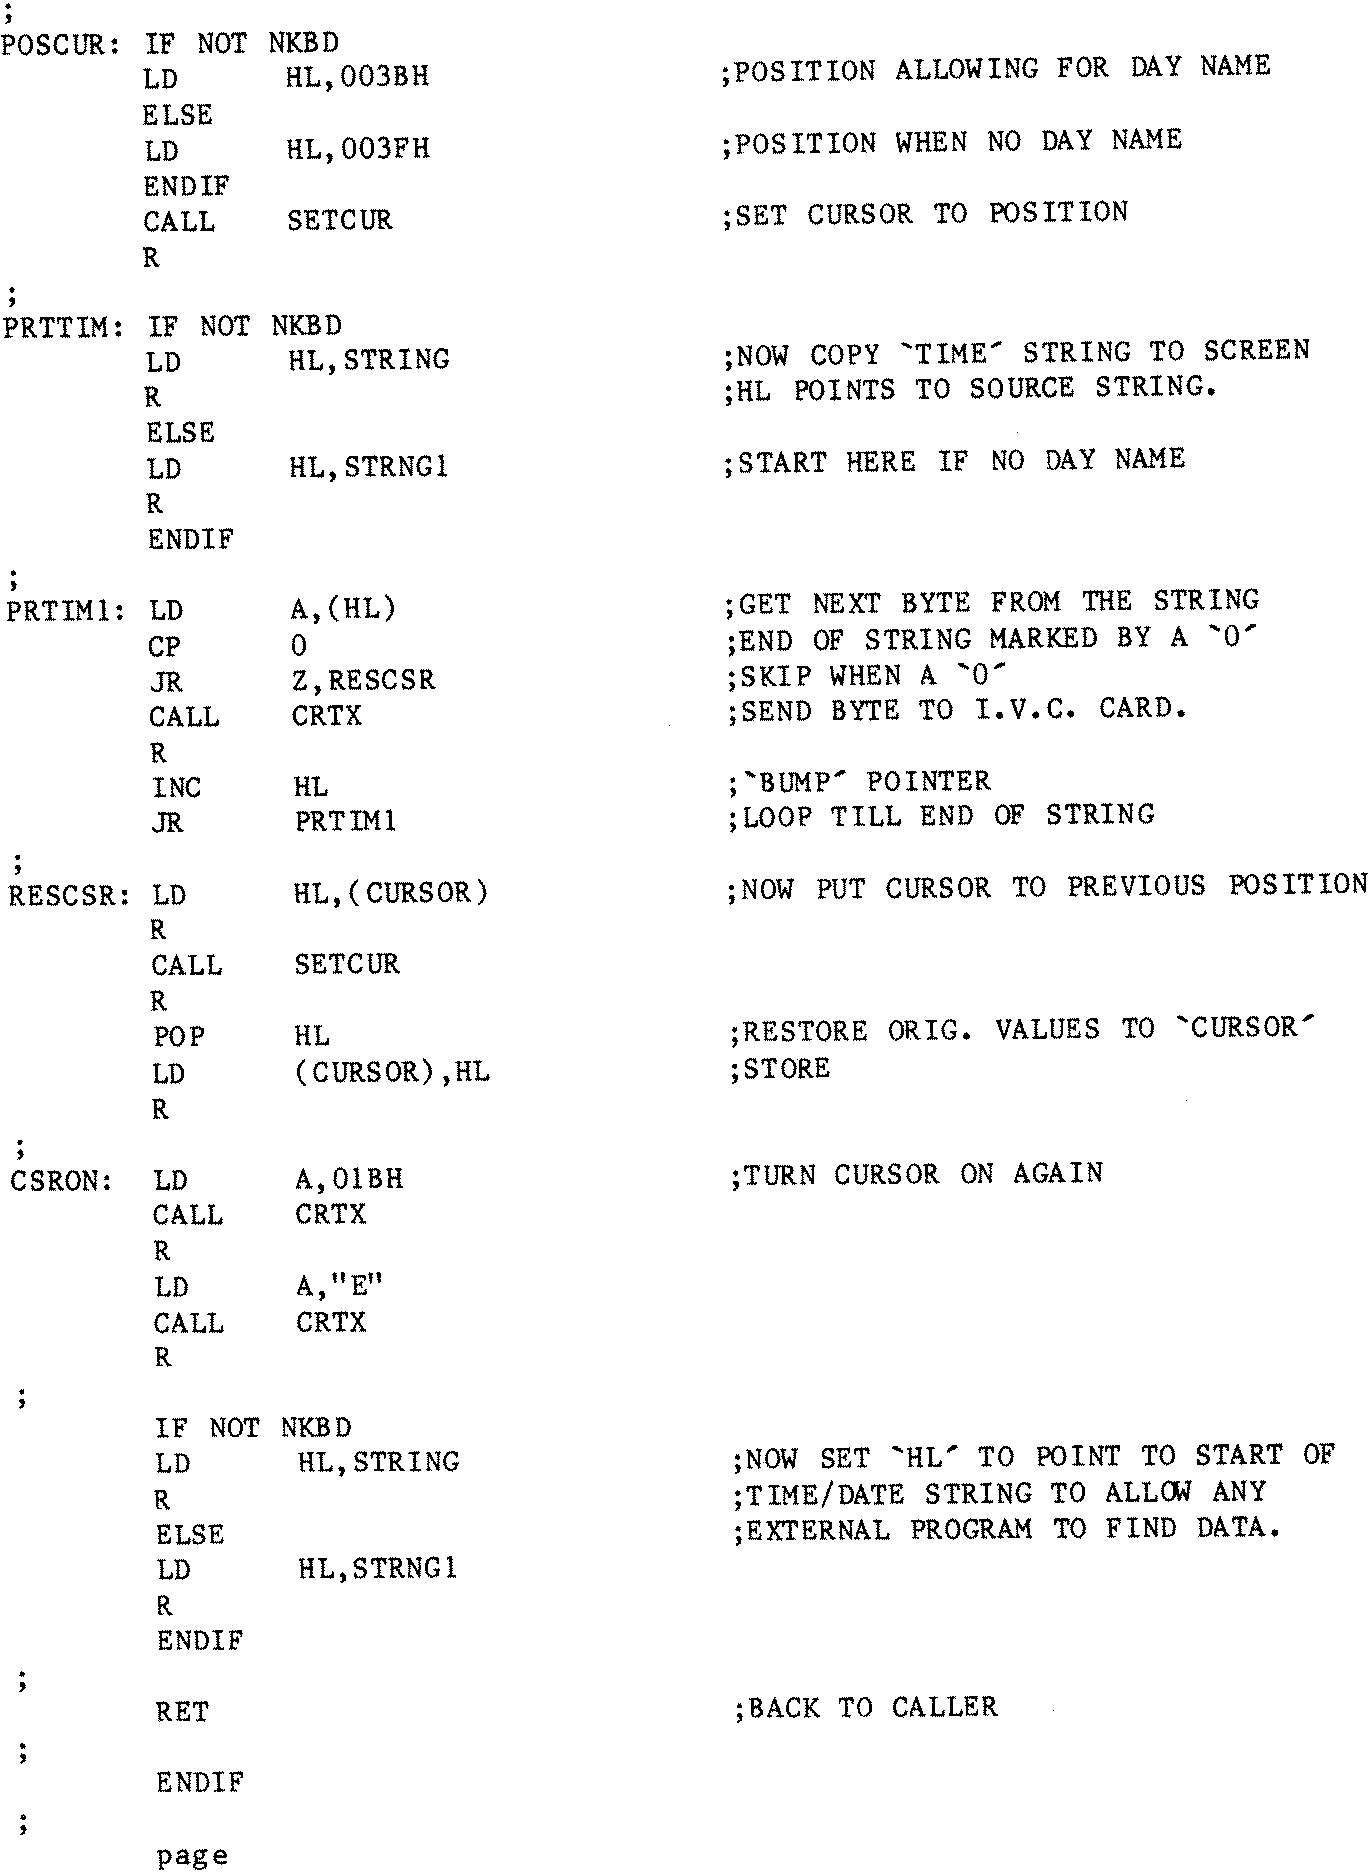 ;
POSCUR: IF NOT NKBD
LD HL,003BH ;POSITION ALLOWING FOR DAY NAME
ELSE
LD HL,003FH ;POSITION WHEN NO DAY NAME
ENDIF
CALL SETCUR ;SET CURSOR TO POSITION
R
;
PRTTIM: IF NOT NKBD
LD HL,STRING ;NOW COPY `TIME´ STRING TO SCREEN
R ;HL POINTS TO SOURCE STRING.
ELSE
LD HL,STRNG1 ;START HERE IF NO DAY NAME
R
ENDIF
;
PRTIM1: LD A,(HL) ;GET NEXT BYTE FROM THE STRING
CP 0 ;END OF STRING MARKED BY A `0´
JR Z,RESCSR ;SKIP WHEN A `0´
CALL CRTX ;SEND BYTE TO I.V.C. CARD.
R
INC HL ;`BUMP´ POINTER
JR PRTIM1 ;LOOP TILL END OF STRING
;
RESCSR: LD HL,(CURSOR) ;NOW PUT CURSOR TO PREVIOUS POSITION
R
CALL SETCUR
R
POP HL ;RESTORE ORIG. VALUES TO `CURSOR´
LD (CURSOR),HL ;STORE
R
;
CSRON: LD A,01BH ;TURN CURSOR ON AGAIN
CALL CRTX
R
LD A,"E"
CALL CRTX
R
;
IF NOT NKBD
LD HL,STRING ;NOW SET `HL´ TO POINT TO START OF
R ;TIME/DATE STRING TO ALLOW ANY
ELSE ;EXTERNAL PROGRAM TO FIND DATA.
LD HL,STRNG1
R
ENDIF
;
RET ;BACK TO CALLER
;
ENDIF
;
page